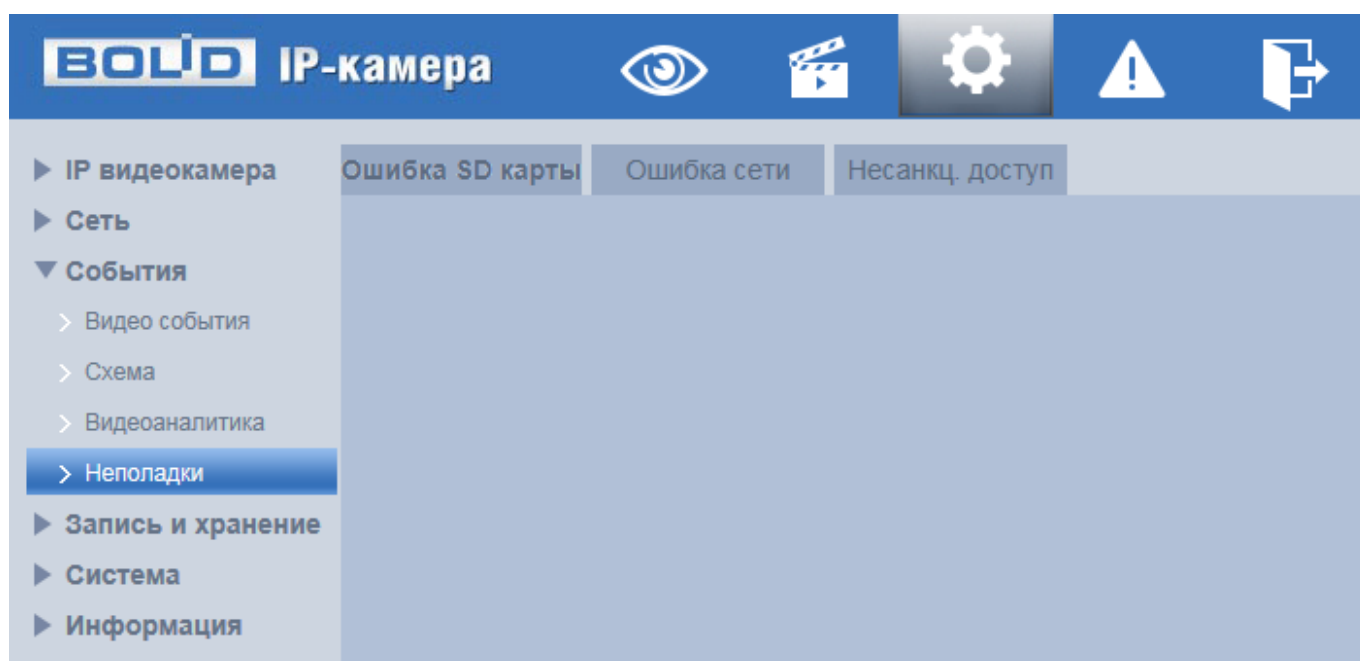 BOLID IP-камера
IP видеокамера
Ошибка SD карты Ошибка сети Несанкц. доступ
Сеть
События
Видео события
Схема
Видеоаналитика
Неполадки
Запись и хранение
Система
Информация